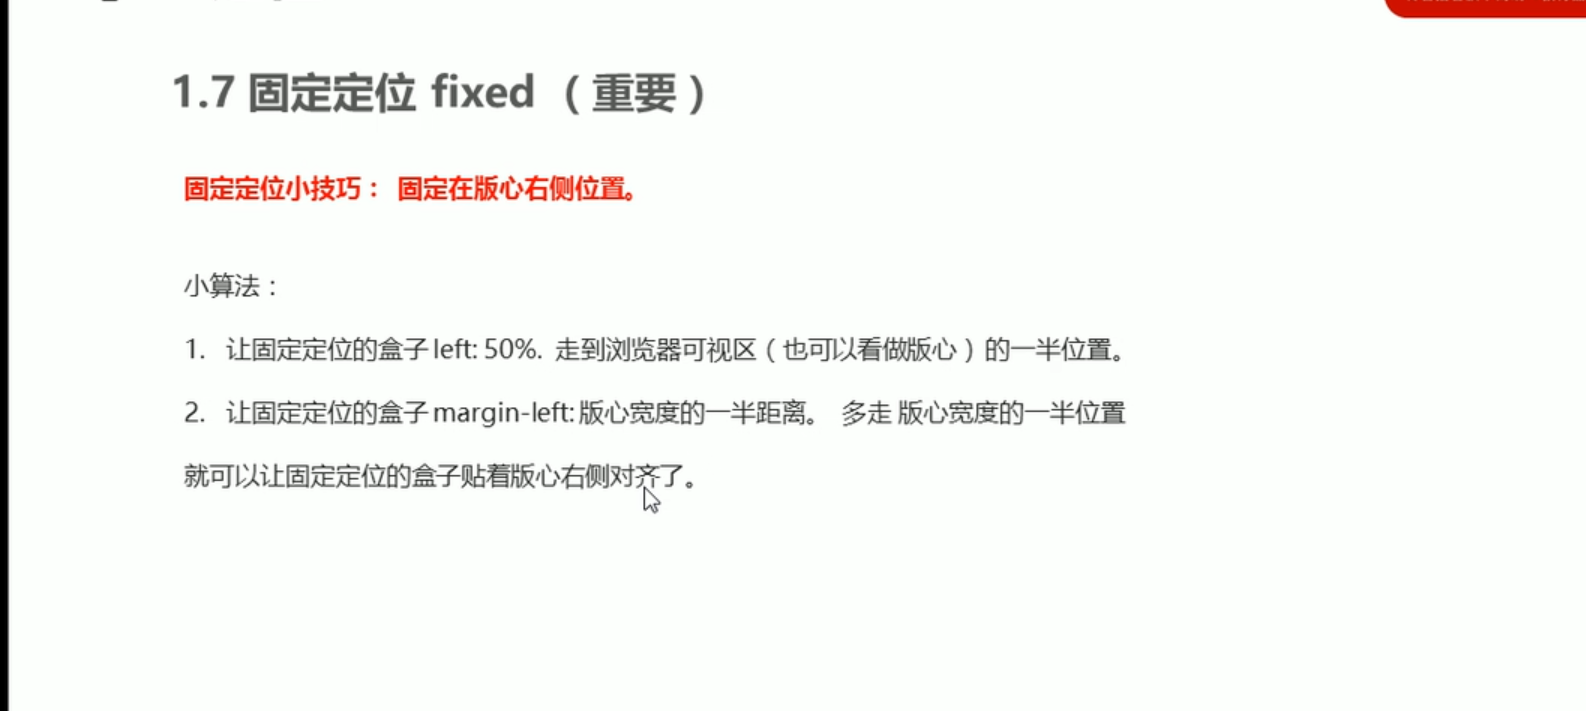 1.7 固定定位 fixed （重要）
固定定位小技巧： 固定在版心右侧位置。
小算法：
1. 让固定定位的盒子 left: 50%. 走到浏览器可视区（也可以看做版心）的一半位置。
2. 让固定定位的盒子 margin-left: 版心宽度的一半距离。 多走 版心宽度的一半位置
就可以让固定定位的盒子贴着版心右侧对齐了。